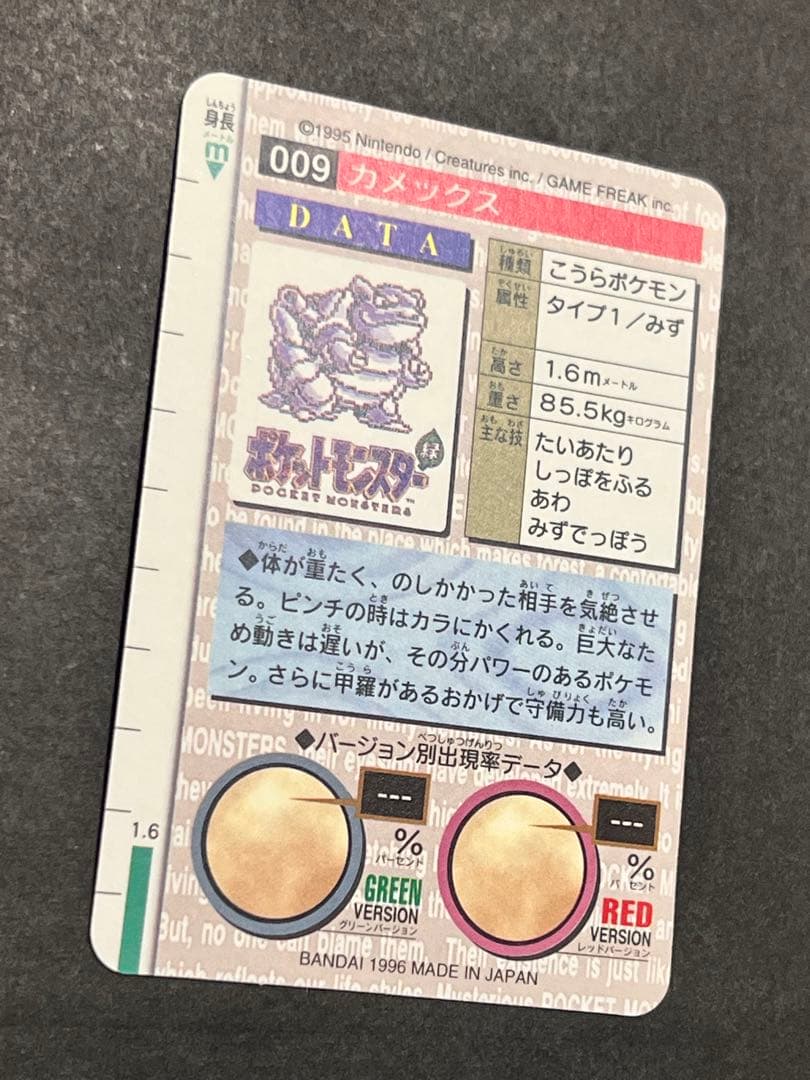 しんちょう
身長
メートル
m
©1995 Nintendo / Creatures inc. / GAME FREAK inc.
009 カメックス
DATA
しゅるい
種類 こうらポケモン
ぞくせい
属性 タイプ1／みず
たか
高さ 1.6mメートル
おも
重さ 85.5kgキログラム
おも わざ
主な技 たいあたり
しっぽをふる
あわ
みずでっぽう
ポケットモンスター 緑
POCKET MONSTERS TM
からだ おも あいて きぜつ
◆体が重たく、のしかかった相手を気絶させ
とき きょだい
る。ピンチの時はカラにかくれる。巨大なた
うご おそ ぶん
め動きは遅いが、その分パワーのあるポケモ
こうら しゅびりょく たか
ン。さらに甲羅があるおかげで守備力も高い。
べつしゅつげんりつ
◆バージョン別出現率データ◆
---
%
パーセント
GREEN
VERSION
グリーンバージョン
---
%
パーセント
RED
VERSION
レッドバージョン
1.6
BANDAI 1996 MADE IN JAPAN